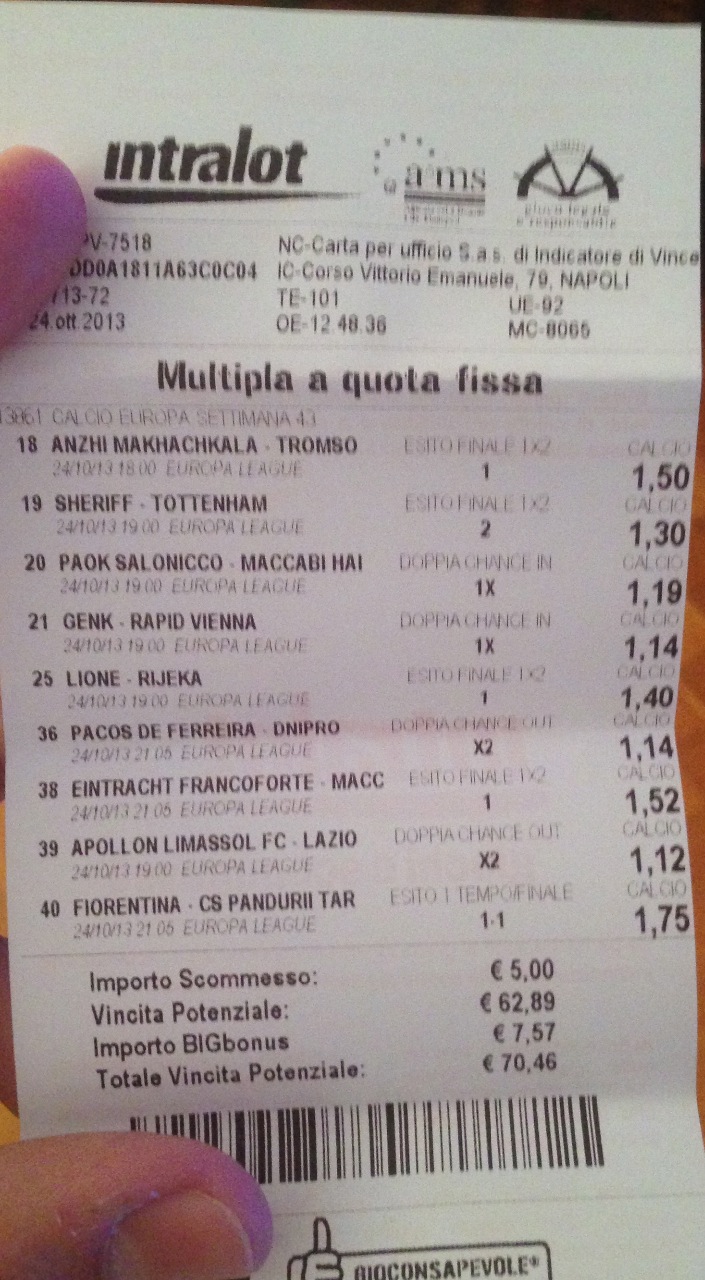 intralot
aams
gioco legale
e responsabile
PV-7518
DD0A1811A63C0C04
/13-72
24.ott.2013
NC-Carta per ufficio S.a.s. di Indicatore di Vince
IC-Corso Vittorio Emanuele, 79, NAPOLI
TE-101 UE-92
OE-12.48.36 MC-8065
Multipla a quota fissa
13861 CALCIO EUROPA SETTIMANA 43
18 ANZHI MAKHACHKALA - TROMSO ESITO FINALE 1X2 CALCIO
24/10/13 18.00 EUROPA LEAGUE 1 1,50
19 SHERIFF - TOTTENHAM ESITO FINALE 1X2 CALCIO
24/10/13 19.00 EUROPA LEAGUE 2 1,30
20 PAOK SALONICCO - MACCABI HAI DOPPIA CHANCE IN CALCIO
24/10/13 19.00 EUROPA LEAGUE 1X 1,19
21 GENK - RAPID VIENNA DOPPIA CHANCE IN CALCIO
24/10/13 19.00 EUROPA LEAGUE 1X 1,14
25 LIONE - RIJEKA ESITO FINALE 1X2 CALCIO
24/10/13 19.00 EUROPA LEAGUE 1 1,40
36 PACOS DE FERREIRA - DNIPRO DOPPIA CHANCE OUT CALCIO
24/10/13 21.05 EUROPA LEAGUE X2 1,14
38 EINTRACHT FRANCOFORTE - MACC ESITO FINALE 1X2 CALCIO
24/10/13 21.05 EUROPA LEAGUE 1 1,52
39 APOLLON LIMASSOL FC - LAZIO DOPPIA CHANCE OUT CALCIO
24/10/13 19.00 EUROPA LEAGUE X2 1,12
40 FIORENTINA - CS PANDURII TAR ESITO 1 TEMPO/FINALE CALCIO
24/10/13 21.05 EUROPA LEAGUE 1-1 1,75
Importo Scommesso: € 5,00
Vincita Potenziale: € 62,89
Importo BIGbonus € 7,57
Totale Vincita Potenziale: € 70,46
GIOCONSAPEVOLE*